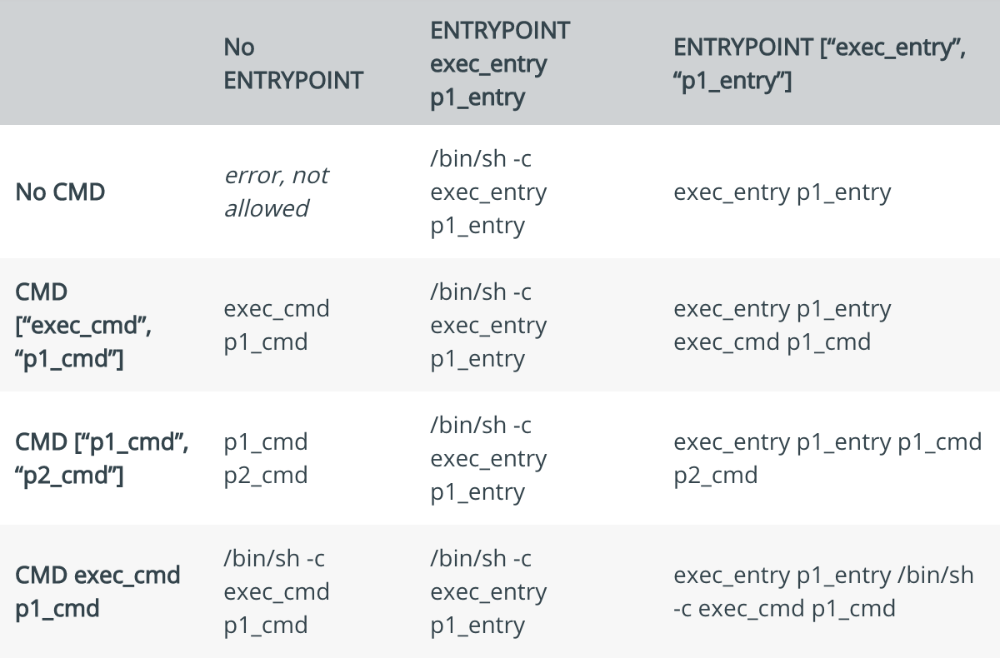 No
ENTRYPOINT
ENTRYPOINT
exec_entry
p1_entry
ENTRYPOINT [“exec_entry”,
“p1_entry”]
No CMD
error, not
allowed
/bin/sh -c
exec_entry
p1_entry
exec_entry p1_entry
CMD
[“exec_cmd”,
“p1_cmd”]
exec_cmd
p1_cmd
/bin/sh -c
exec_entry
p1_entry
exec_entry p1_entry
exec_cmd p1_cmd
CMD [“p1_cmd”,
“p2_cmd”]
p1_cmd
p2_cmd
/bin/sh -c
exec_entry
p1_entry
exec_entry p1_entry p1_cmd
p2_cmd
CMD exec_cmd
p1_cmd
/bin/sh -c
exec_cmd
p1_cmd
/bin/sh -c
exec_entry
p1_entry
exec_entry p1_entry /bin/sh
-c exec_cmd p1_cmd